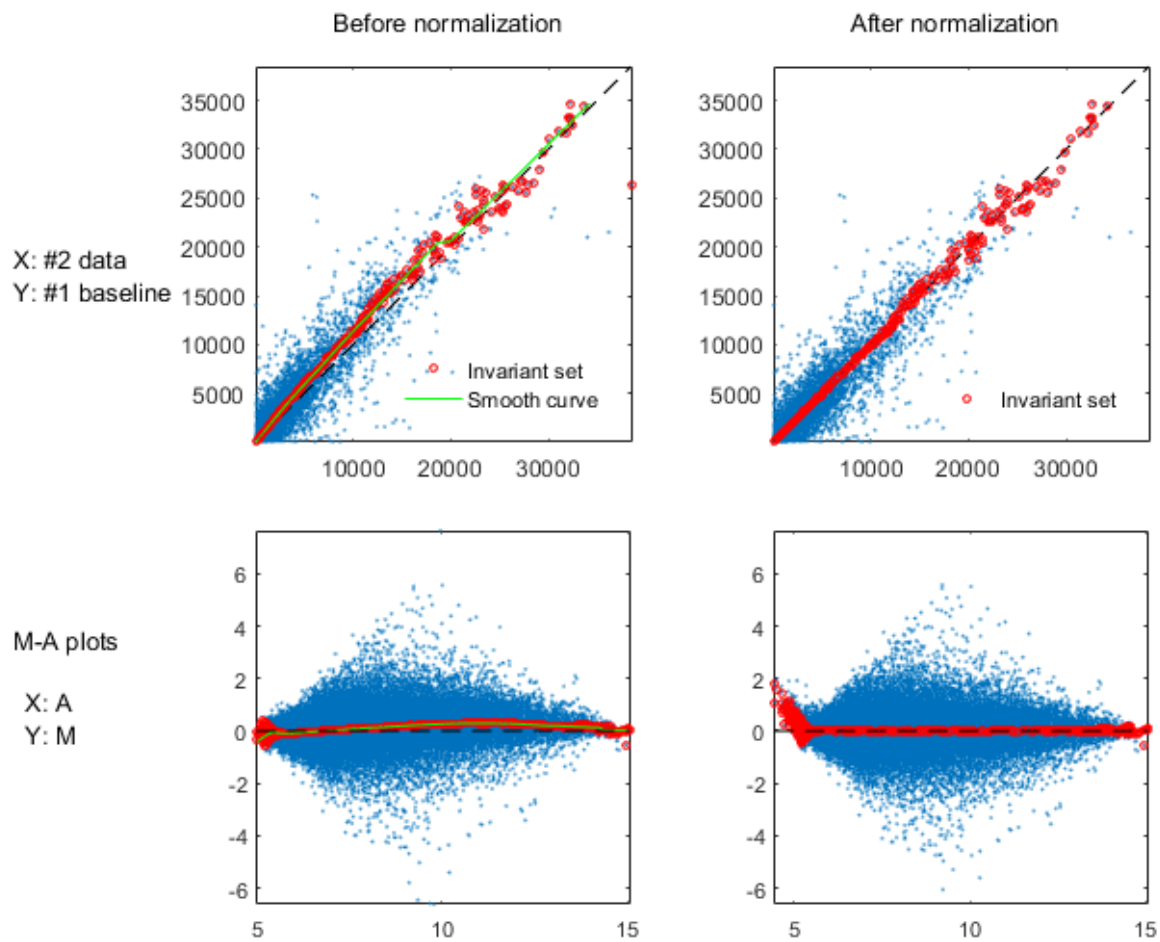 Before normalization
After normalization
35000
30000
25000
20000
15000
10000
5000
X: #2 data
Y: #1 baseline
Invariant set
Smooth curve
10000 20000 30000
35000
30000
25000
20000
15000
10000
5000
Invariant set
10000 20000 30000
M-A plots
X: A
Y: M
6
4
2
0
-2
-4
-6
5 10 15
6
4
2
0
-2
-4
-6
5 10 15